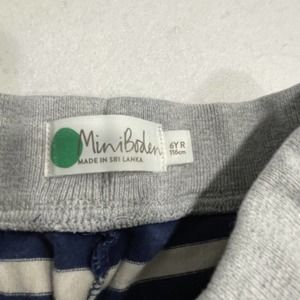 MiniBoden
MADE IN SRI LANKA
6Y R
116cm